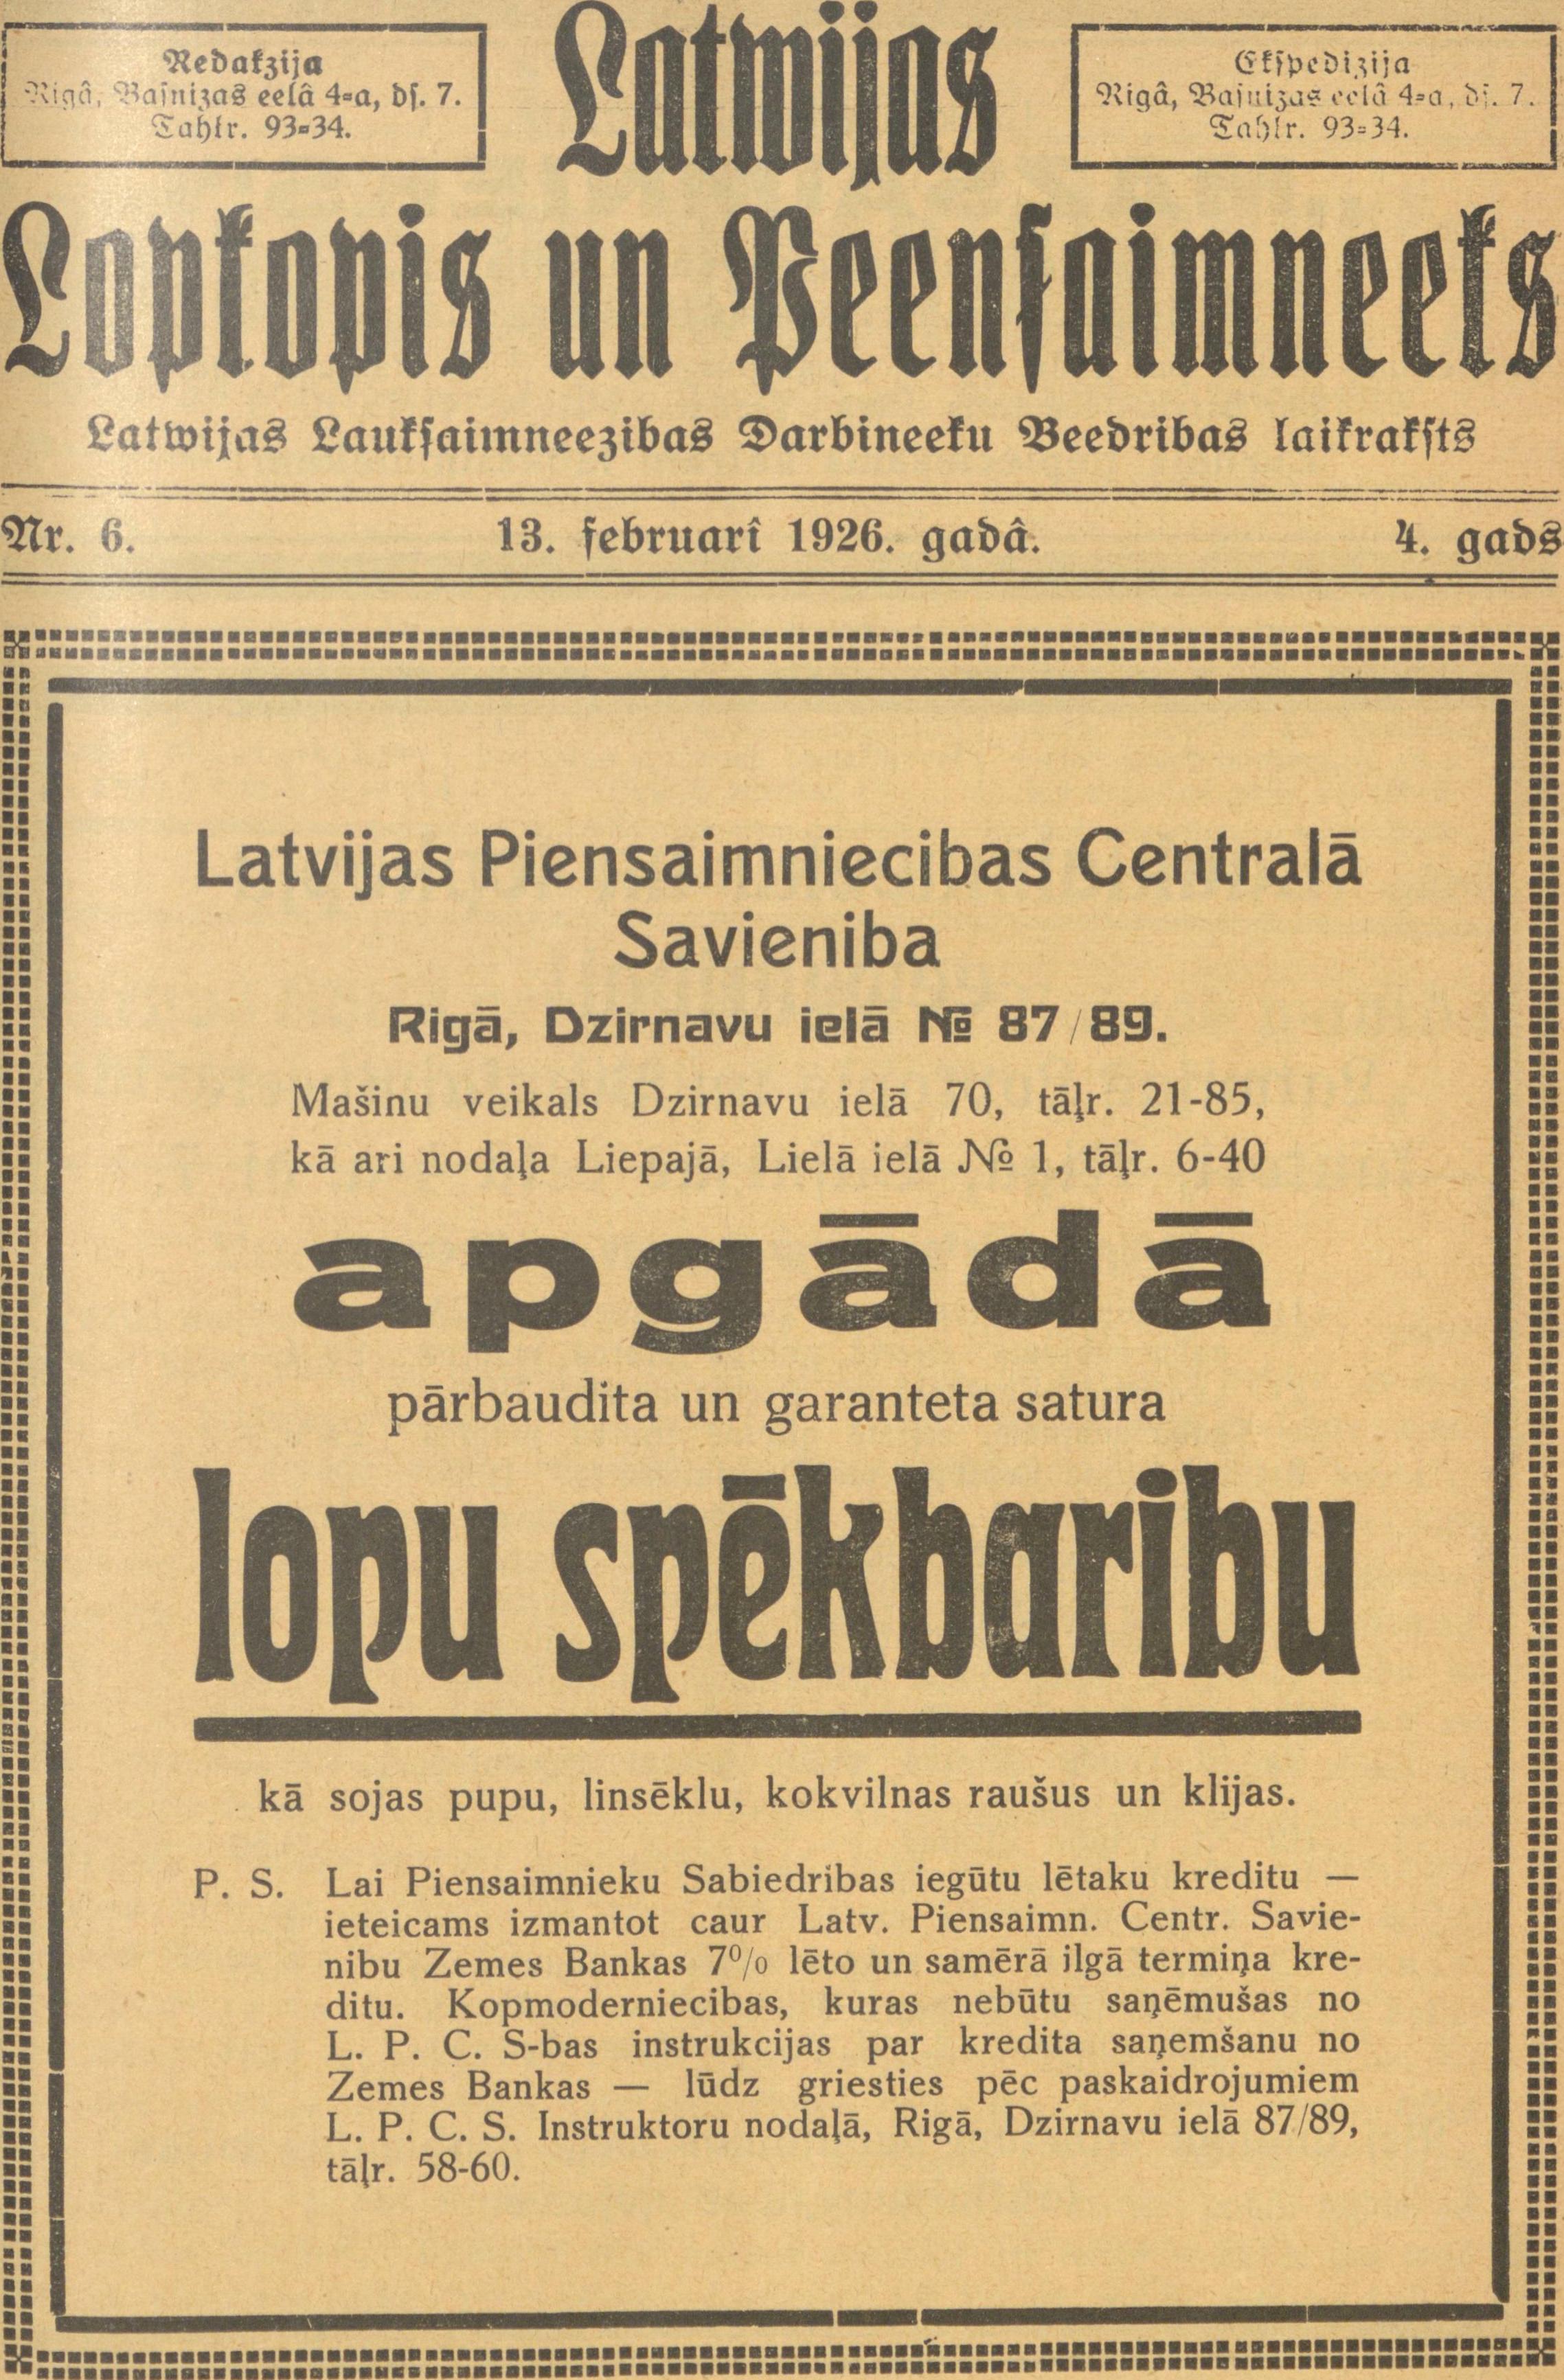 Redakzija
Rigâ, Baſnizas eelâ 4-a, dſ. 7.
Tahlr. 93-34.
Latwijas
Ekſpedizija
Rigâ, Baſnizas eelâ 4-a, dſ. 7.
Tahlr. 93-34.
Lopkopis un Peenſaimneeks
Latwijas Laukſaimneezibas Darbineeku Beedribas laikrakſts
Nr. 6.
13. februarî 1926. gadâ.
4. gads
Latvijas Piensaimniecibas Centralā
Savieniba
Rigā, Dzirnavu ielā № 87/89.
Mašinu veikals Dzirnavu ielā 70, tāļr. 21-85,
kā ari nodaļa Liepajā, Lielā ielā № 1, tāļr. 6-40
apgādā
pārbaudita un garanteta satura
lopu spēkbaribu
kā sojas pupu, linsēklu, kokvilnas raušus un klijas.
P. S. Lai Piensaimnieku Sabiedribas iegūtu lētaku kreditu —
ieteicams izmantot caur Latv. Piensaimn. Centr. Savie-
nibu Zemes Bankas 7% lēto un samērā ilgā termiņa kre-
ditu. Kopmoderniecibas, kuras nebūtu saņēmušas no
L. P. C. S-bas instrukcijas par kredita saņemšanu no
Zemes Bankas — lūdz griesties pēc paskaidrojumiem
L. P. C. S. Instruktoru nodaļā, Rigā, Dzirnavu ielā 87/89,
tāļr. 58-60.